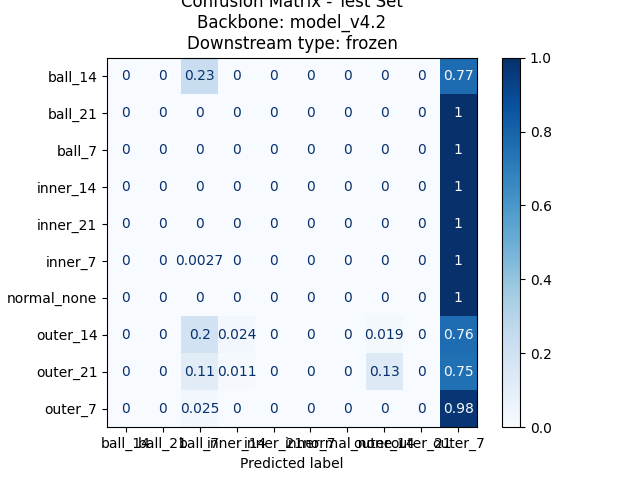 Confusion Matrix - Test Set
Backbone: model_v4.2
Downstream type: frozen
ball_14 0 0 0.23 0 0 0 0 0 0 0.77
ball_21 0 0 0 0 0 0 0 0 0 1
ball_7 0 0 0 0 0 0 0 0 0 1
inner_14 0 0 0 0 0 0 0 0 0 1
inner_21 0 0 0 0 0 0 0 0 0 1
inner_7 0 0 0.0027 0 0 0 0 0 0 1
normal_none 0 0 0 0 0 0 0 0 0 1
outer_14 0 0 0.2 0.024 0 0 0 0.019 0 0.76
outer_21 0 0 0.11 0.011 0 0 0 0.13 0 0.75
outer_7 0 0 0.025 0 0 0 0 0 0 0.98
ball_14 ball_21 ball_7 inner_14 inner_21 inner_7 normal_none outer_14 outer_21 outer_7
Predicted label
1.0
0.8
0.6
0.4
0.2
0.0